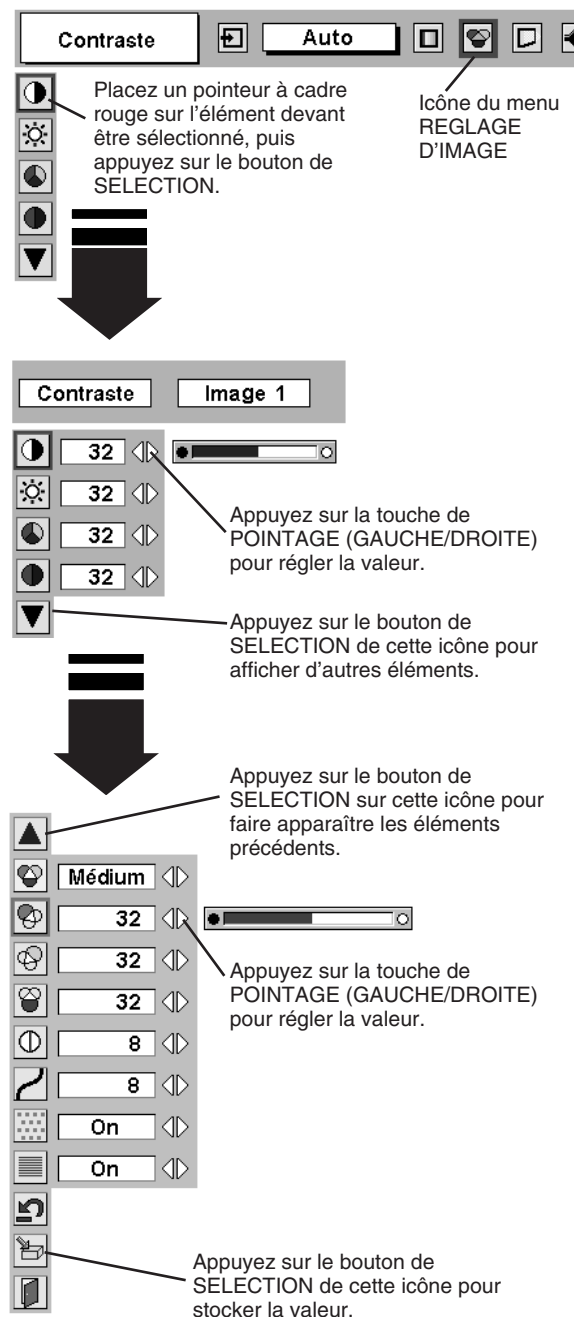 Contraste
Auto
Placez un pointeur à cadre
rouge sur l'élément devant
être sélectionné, puis
appuyez sur le bouton de
SELECTION.
Icône du menu
REGLAGE
D'IMAGE
Contraste
Image 1
32
32
32
32
Appuyez sur la touche de
POINTAGE (GAUCHE/DROITE)
pour régler la valeur.
Appuyez sur le bouton de
SELECTION de cette icône pour
afficher d'autres éléments.
Appuyez sur le bouton de
SELECTION sur cette icône pour
faire apparaître les éléments
précédents.
Médium
32
32
32
8
8
On
On
Appuyez sur la touche de
POINTAGE (GAUCHE/DROITE)
pour régler la valeur.
Appuyez sur le bouton de
SELECTION de cette icône pour
stocker la valeur.